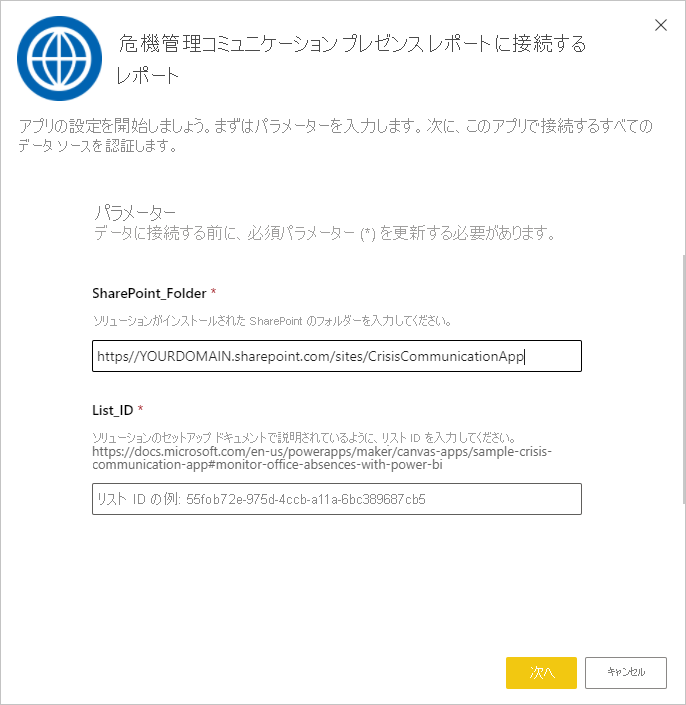 危機管理コミュニケーション プレゼンス レポートに接続する
レポート
アプリの設定を開始しましょう。まずはパラメーターを入力します。次に、このアプリで接続するすべての
データ ソースを認証します。
パラメーター
データに接続する前に、必須パラメーター (*) を更新する必要があります。
SharePoint_Folder *
ソリューションがインストールされた SharePoint のフォルダーを入力してください。
https//YOURDOMAIN.sharepoint.com/sites/CrisisCommunicationApp
List_ID *
ソリューションのセットアップ ドキュメントで説明されているように、リスト ID を入力してください。
https://docs.microsoft.com/en-us/powerapps/maker/canvas-apps/sample-crisis-
communication-app#monitor-office-absences-with-power-bi
リスト ID の例: 55fob72e-975d-4ccb-a11a-6bc389687cb5
次へ
キャンセル